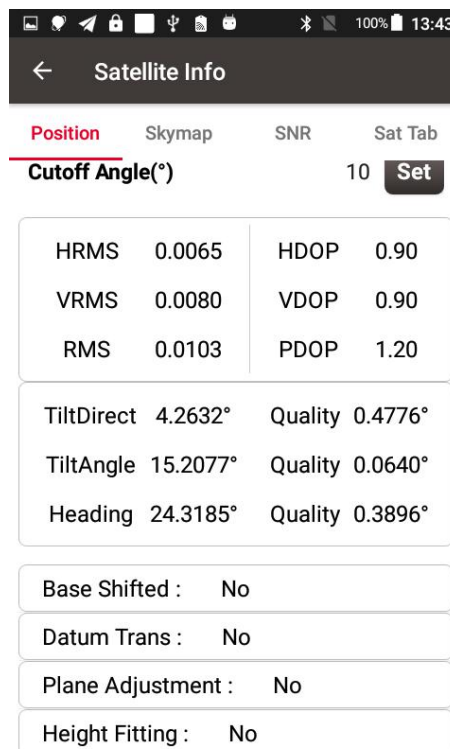 100% 13:43
Satellite Info
Position Skymap SNR Sat Tab
Cutoff Angle(°) 10 Set
HRMS 0.0065 HDOP 0.90
VRMS 0.0080 VDOP 0.90
RMS 0.0103 PDOP 1.20
TiltDirect 4.2632° Quality 0.4776°
TiltAngle 15.2077° Quality 0.0640°
Heading 24.3185° Quality 0.3896°
Base Shifted : No
Datum Trans : No
Plane Adjustment : No
Height Fitting : No